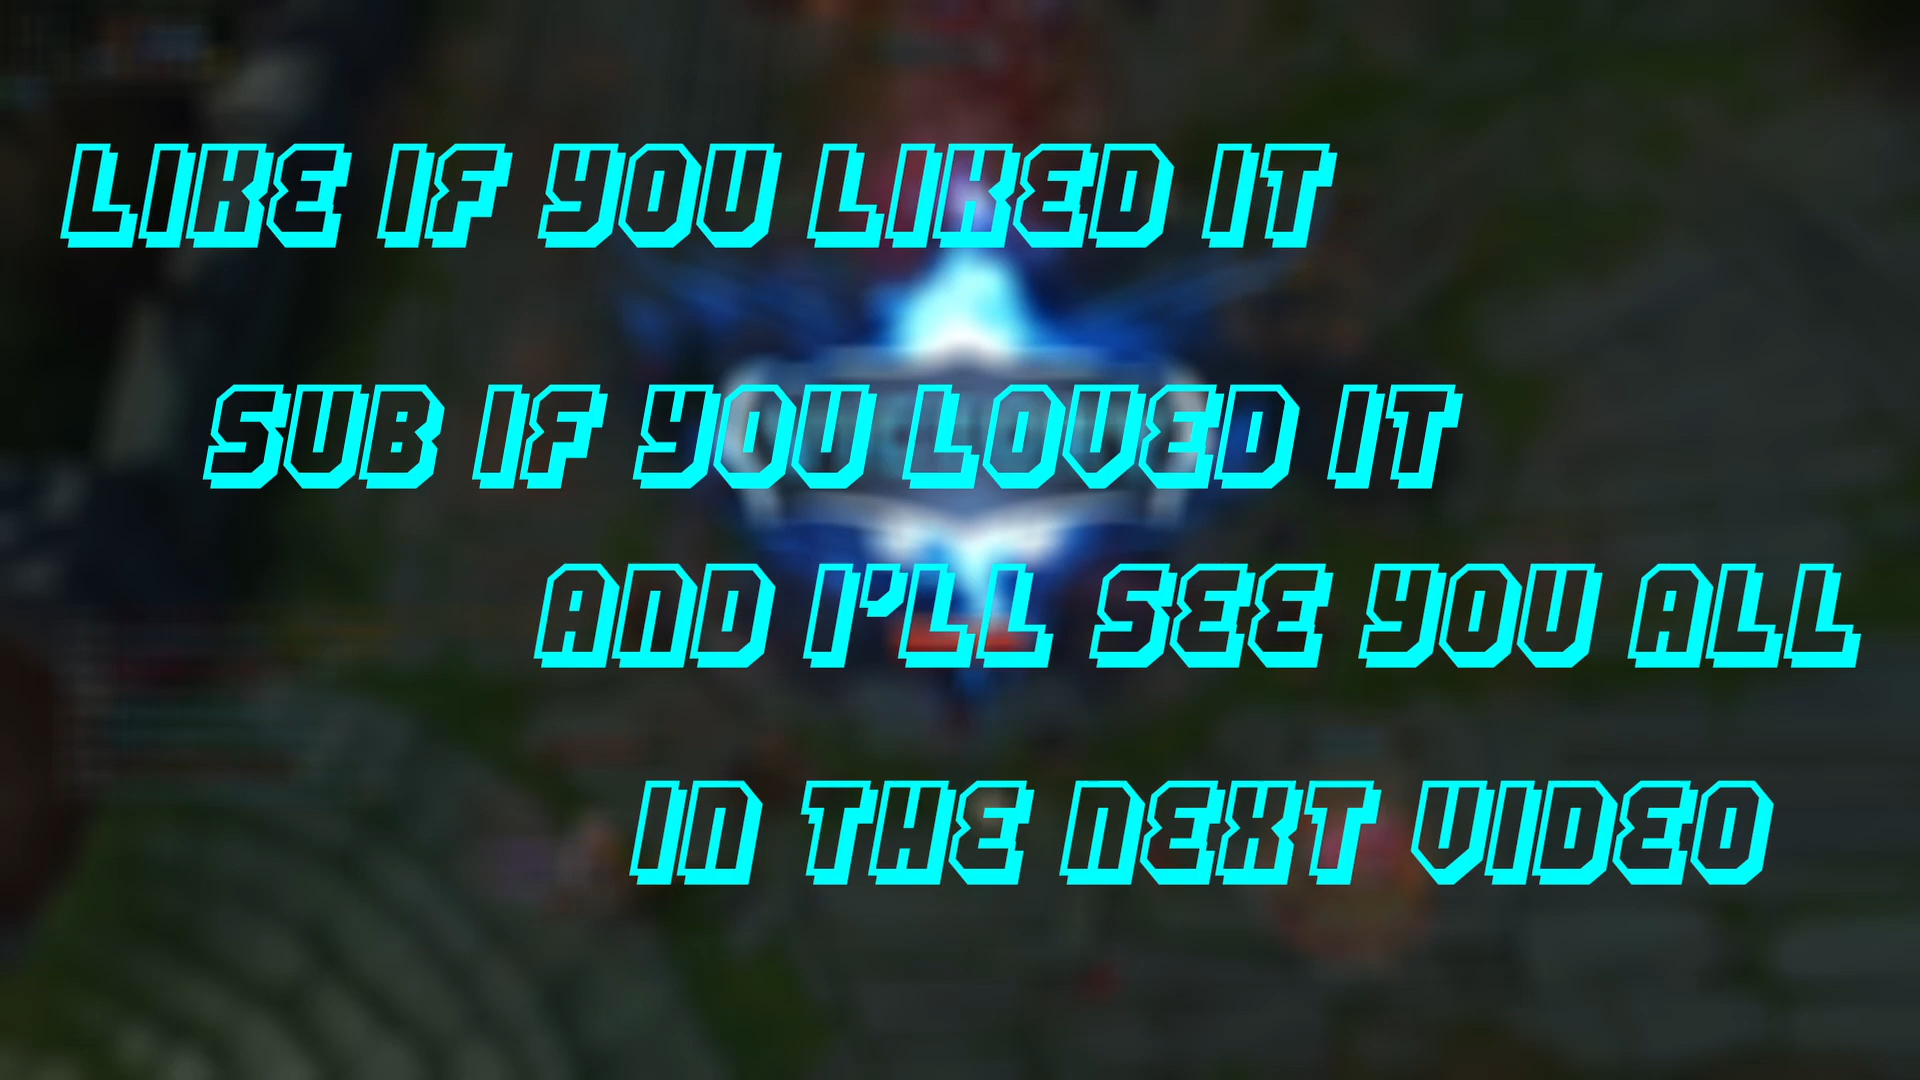 LIKE IF YOU LIKED IT
SUB IF YOU LOVED IT
AND I'LL SEE YOU ALL
IN THE NEXT VIDEO